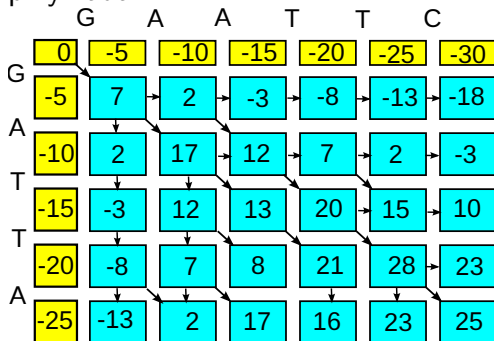 G A A T T C
0 -5 -10 -15 -20 -25 -30
G
-5 7 2 -3 -8 -13 -18
A
-10 2 17 12 7 2 -3
T
-15 -3 12 13 20 15 10
T
-20 -8 7 8 21 28 23
A
-25 -13 2 17 16 23 25